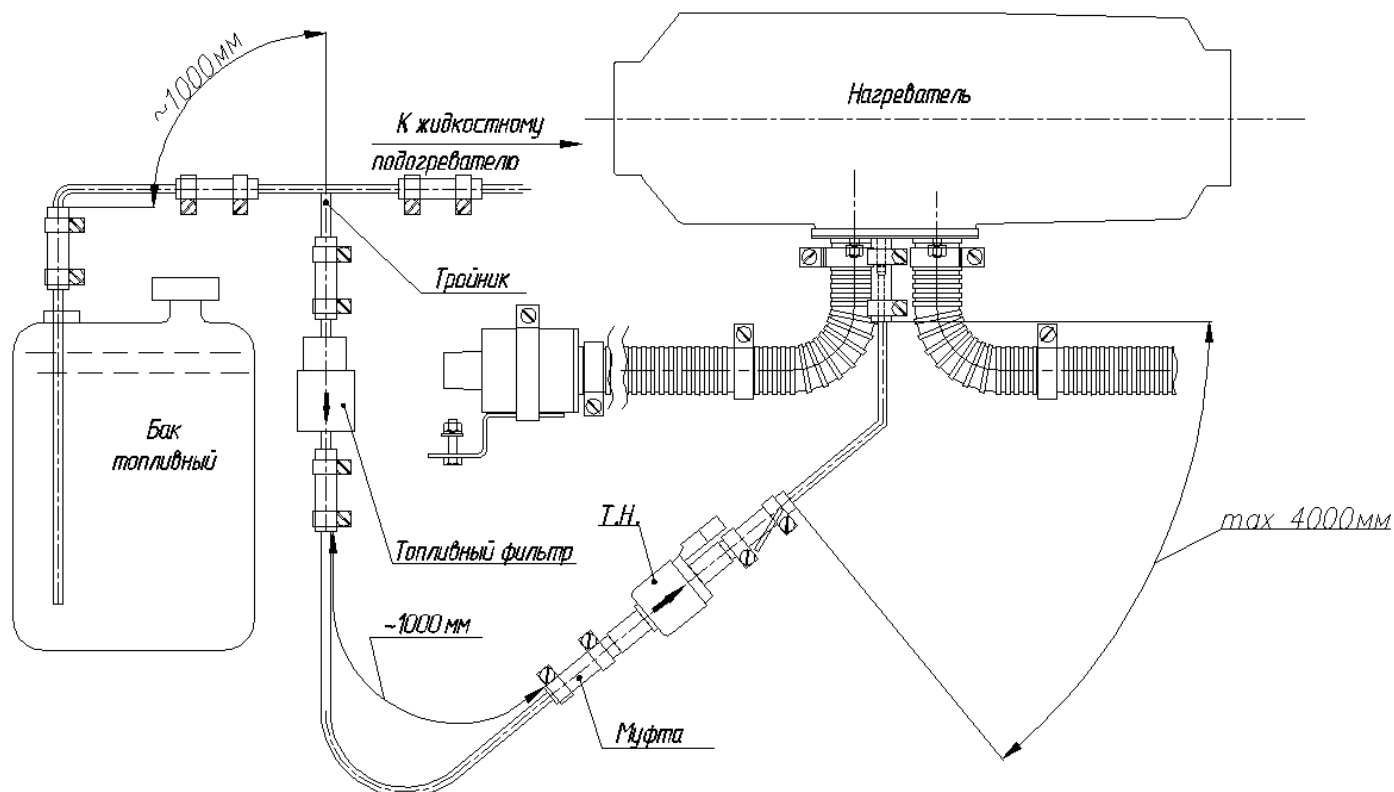 ~1000мм
К жидкостному
подогревателю
Нагреватель
Тройник
Бак
топливный
Топливный фильтр
Т.Н.
max 4000мм
~1000 мм
Муфта